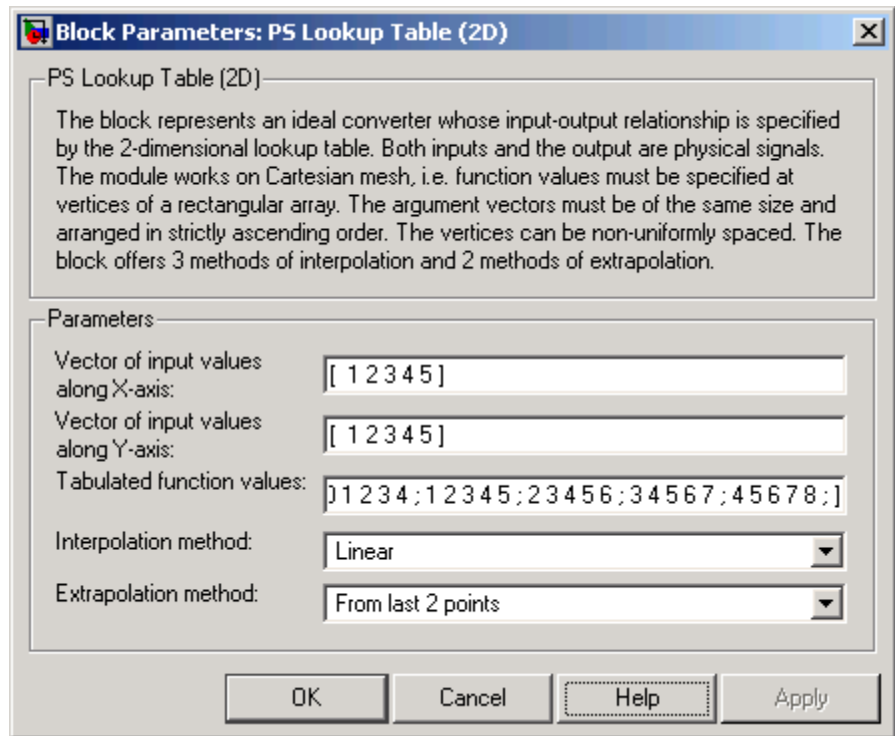 Block Parameters: PS Lookup Table (2D)
PS Lookup Table (2D)
The block represents an ideal converter whose input-output relationship is specified
by the 2-dimensional lookup table. Both inputs and the output are physical signals.
The module works on Cartesian mesh, i.e. function values must be specified at
vertices of a rectangular array. The argument vectors must be of the same size and
arranged in strictly ascending order. The vertices can be non-uniformly spaced. The
block offers 3 methods of interpolation and 2 methods of extrapolation.
Parameters
Vector of input values
along X-axis:
[ 1 2 3 4 5 ]
Vector of input values
along Y-axis:
[ 1 2 3 4 5 ]
Tabulated function values:
1 2 3 4 ; 1 2 3 4 5 ; 2 3 4 5 6 ; 3 4 5 6 7 ; 4 5 6 7 8 ; ]
Interpolation method:
Linear
Extrapolation method:
From last 2 points
OK
Cancel
Help
Apply